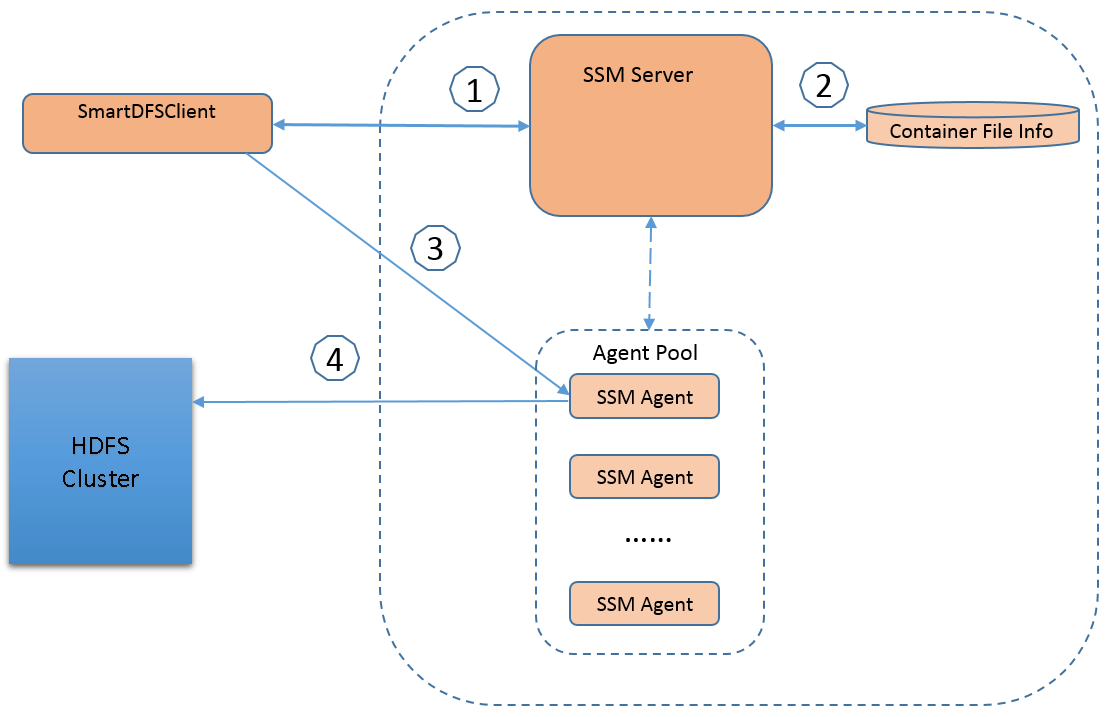 SSM Server
SmartDFSClient
1
2
Container File Info
3
4
Agent Pool
SSM Agent
HDFS
Cluster
SSM Agent
......
SSM Agent